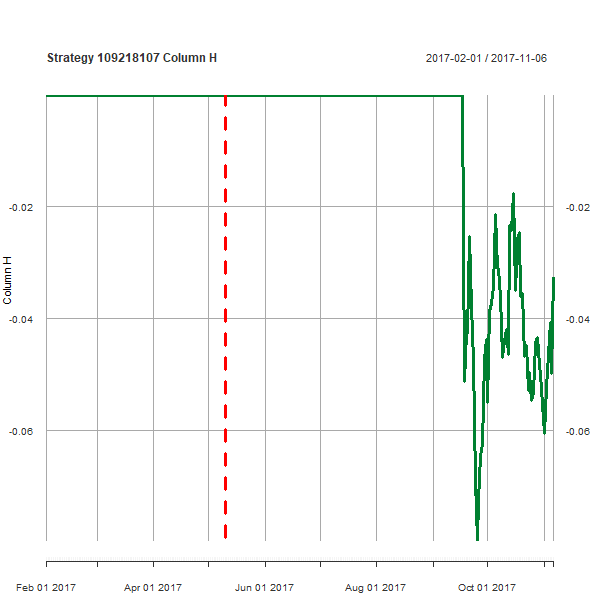 Strategy 109218107 Column H
2017-02-01 / 2017-11-06
-0.02
-0.02
Column H
-0.04
-0.04
-0.06
-0.06
Feb 01 2017
Apr 01 2017
Jun 01 2017
Aug 01 2017
Oct 01 2017